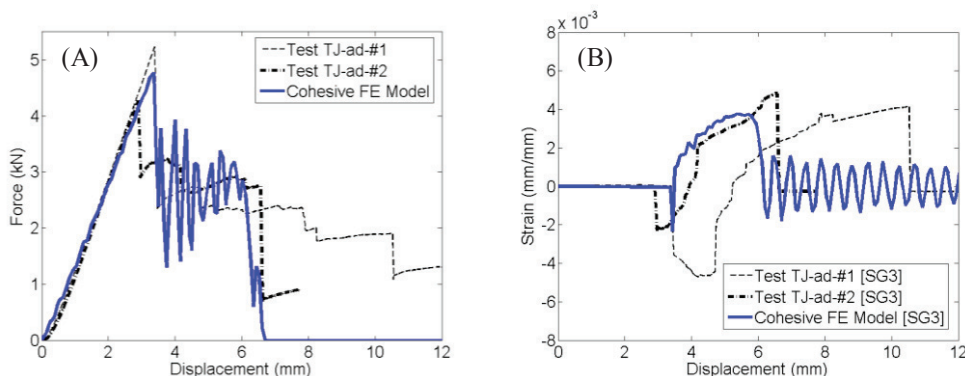 (A)
Test TJ-ad-#1
Test TJ-ad-#2
Cohesive FE Model
Force (kN)
5
4
3
2
1
0
0 2 4 6 8 10 12
Displacement (mm)
x 10⁻³
(B)
8
6
4
2
0
-2
-4
-6
-8
Strain (mm/mm)
Test TJ-ad-#1 [SG3]
Test TJ-ad-#2 [SG3]
Cohesive FE Model [SG3]
0 2 4 6 8 10 12
Displacement (mm)